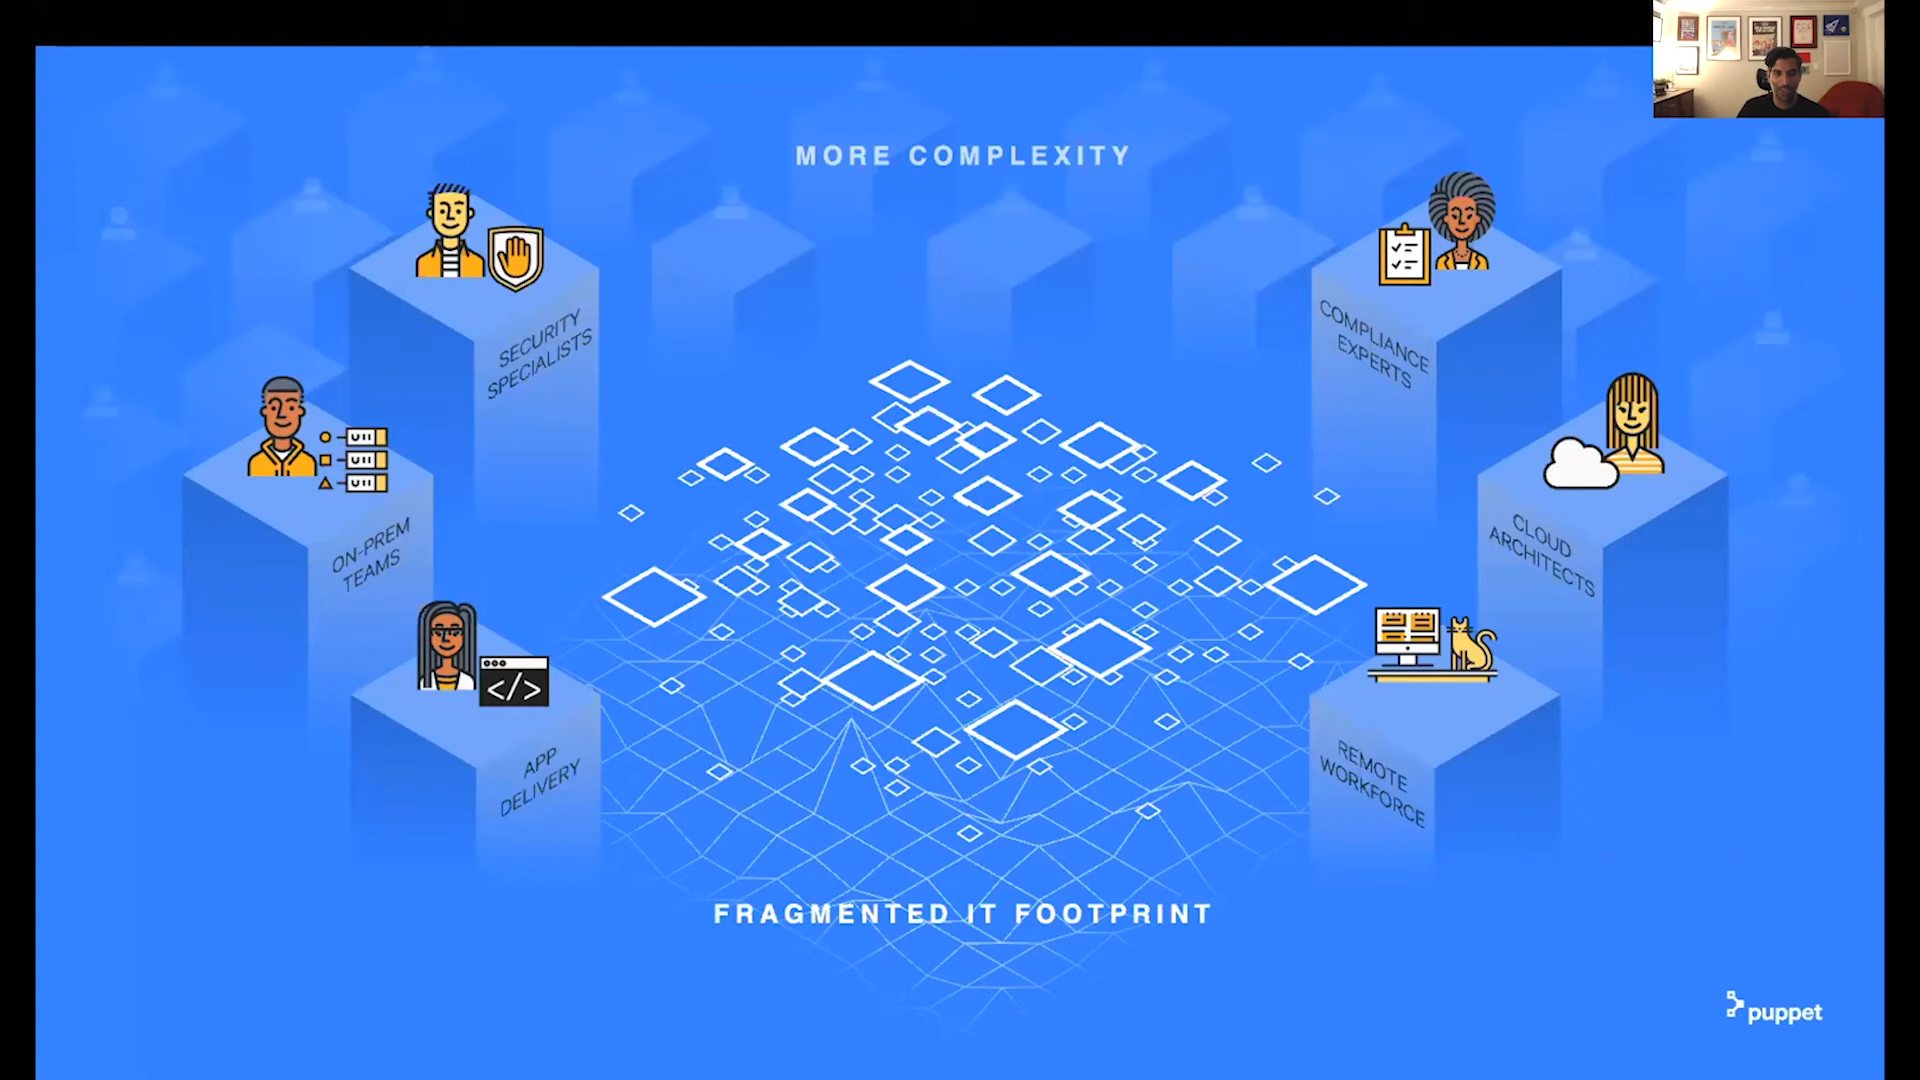 MORE COMPLEXITY
SECURITY
SPECIALISTS
COMPLIANCE
EXPERTS
ON-PREM
TEAMS
CLOUD
ARCHITECTS
APP
DELIVERY
</>
REMOTE
WORKFORCE
FRAGMENTED IT FOOTPRINT
puppet